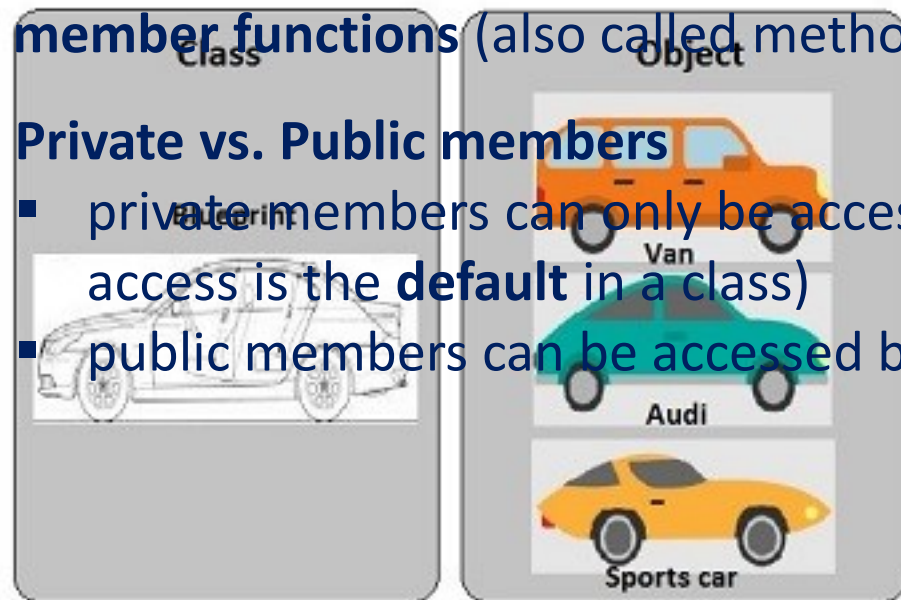 member functions (also called metho
Class
Object
Private vs. Public members
private members can only be acces
Blueprint
Van
access is the default in a class)
public members can be accessed b
Audi
Sports car